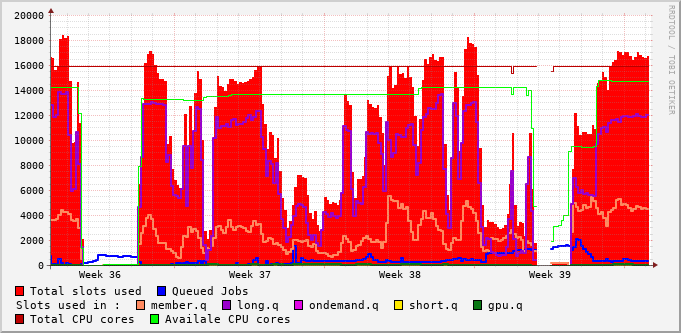 20000
18000
16000
14000
12000
10000
8000
6000
4000
2000
0
Week 36 Week 37 Week 38 Week 39
RRDTOOL / TOBI OETIKER
Total slots used Queued Jobs
Slots used in : member.q long.q ondemand.q short.q gpu.q
Total CPU cores Availale CPU cores